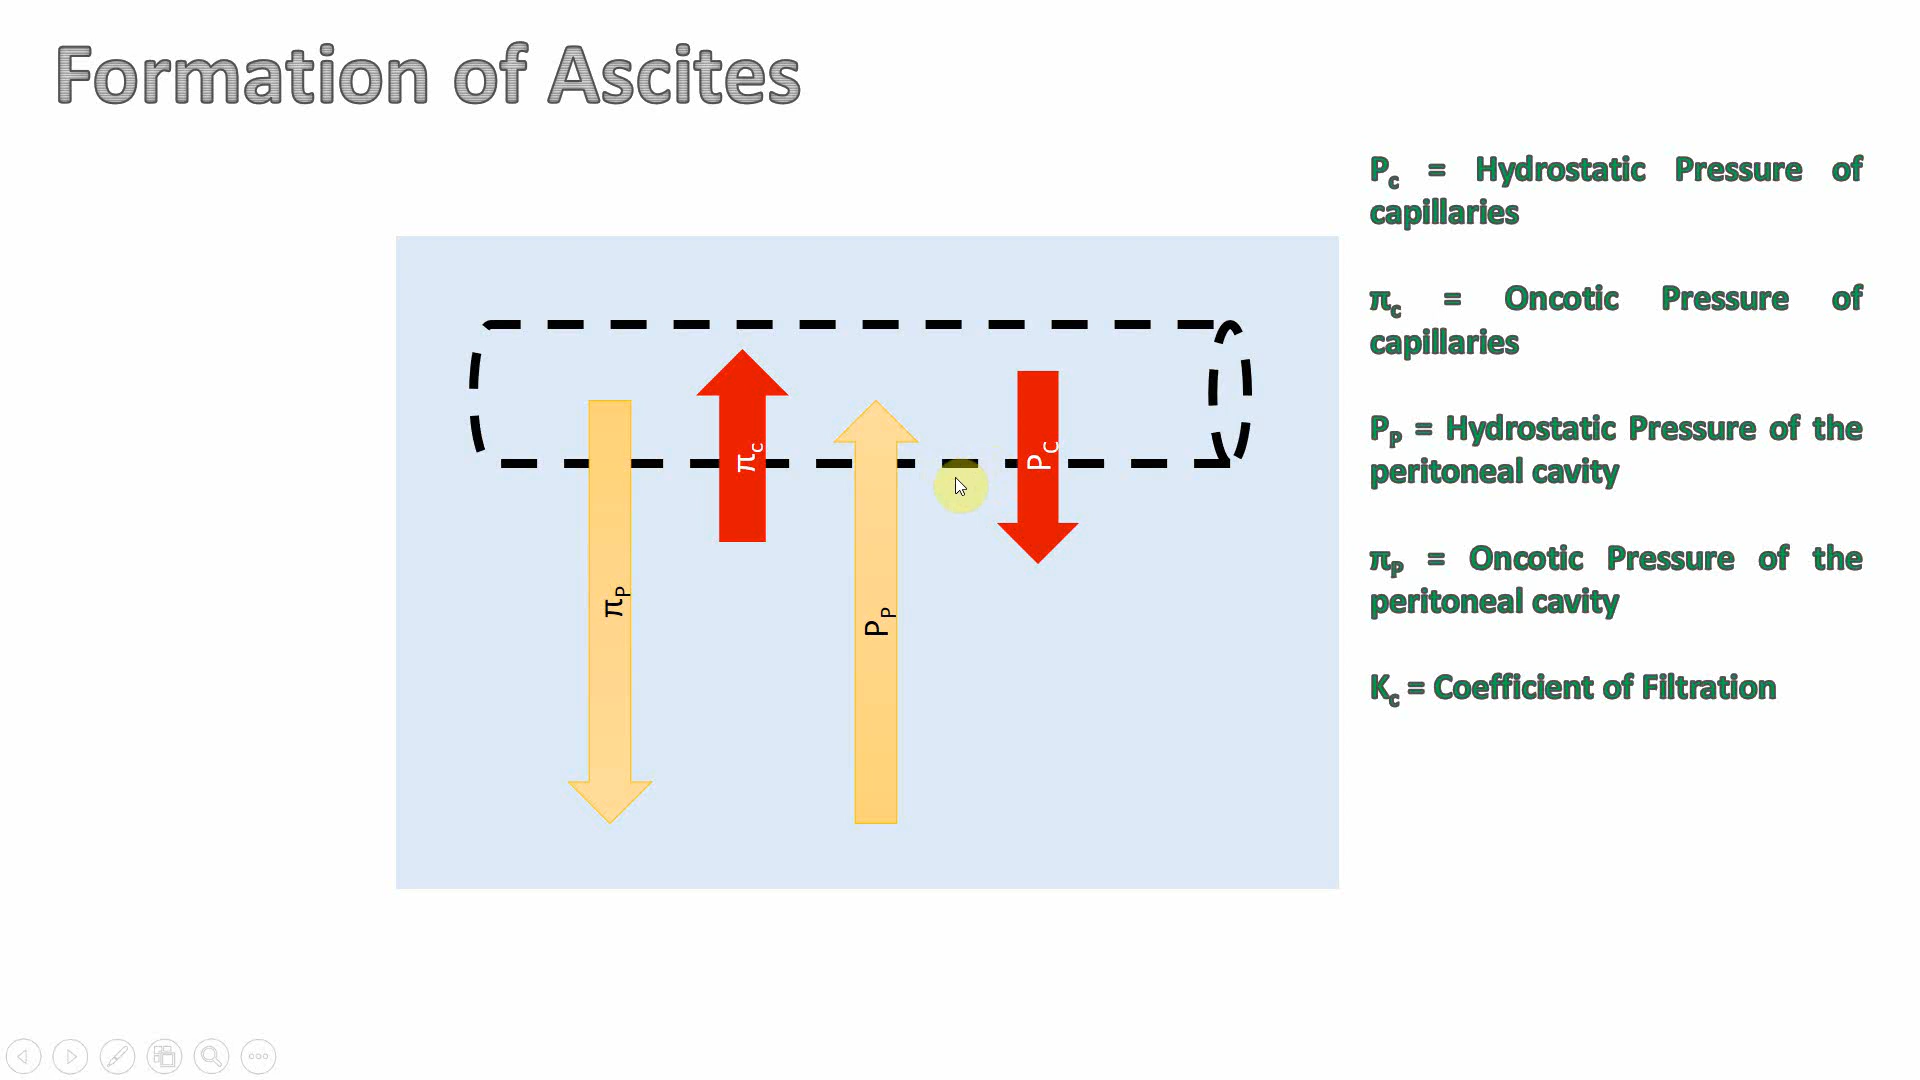 Formation of Ascites
Pc = Hydrostatic Pressure of
capillaries
πc = Oncotic Pressure of
capillaries
PP = Hydrostatic Pressure of the
peritoneal cavity
πP = Oncotic Pressure of the
peritoneal cavity
Kc = Coefficient of Filtration
πP
πc
PP
PC